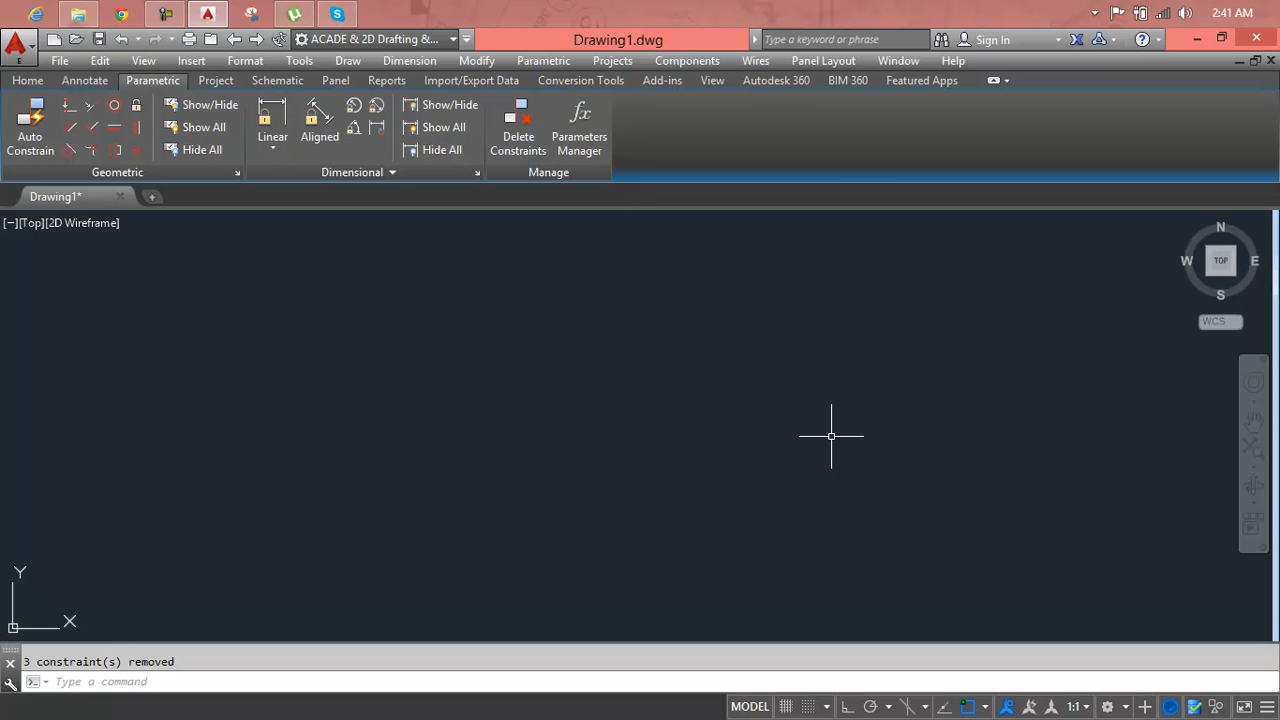 2:41 AM
ACADE & 2D Drafting &...
Drawing1.dwg
Type a keyword or phrase
Sign In
E
File Edit View Insert Format Tools Draw Dimension Modify Parametric Projects Components Wires Panel Layout Window Help
Home Annotate Parametric Project Schematic Panel Reports Import/Export Data Conversion Tools Add-ins View Autodesk 360 BIM 360 Featured Apps
Auto Constrain
Show/Hide
Show All
Hide All
Geometric
Linear
Aligned
Show/Hide
Show All
Hide All
Dimensional
Delete Constraints
fx
Parameters Manager
Manage
Drawing1*
[−][Top][2D Wireframe]
N
W TOP E
S
WCS
Y
X
3 constraint(s) removed
Type a command
MODEL
1:1